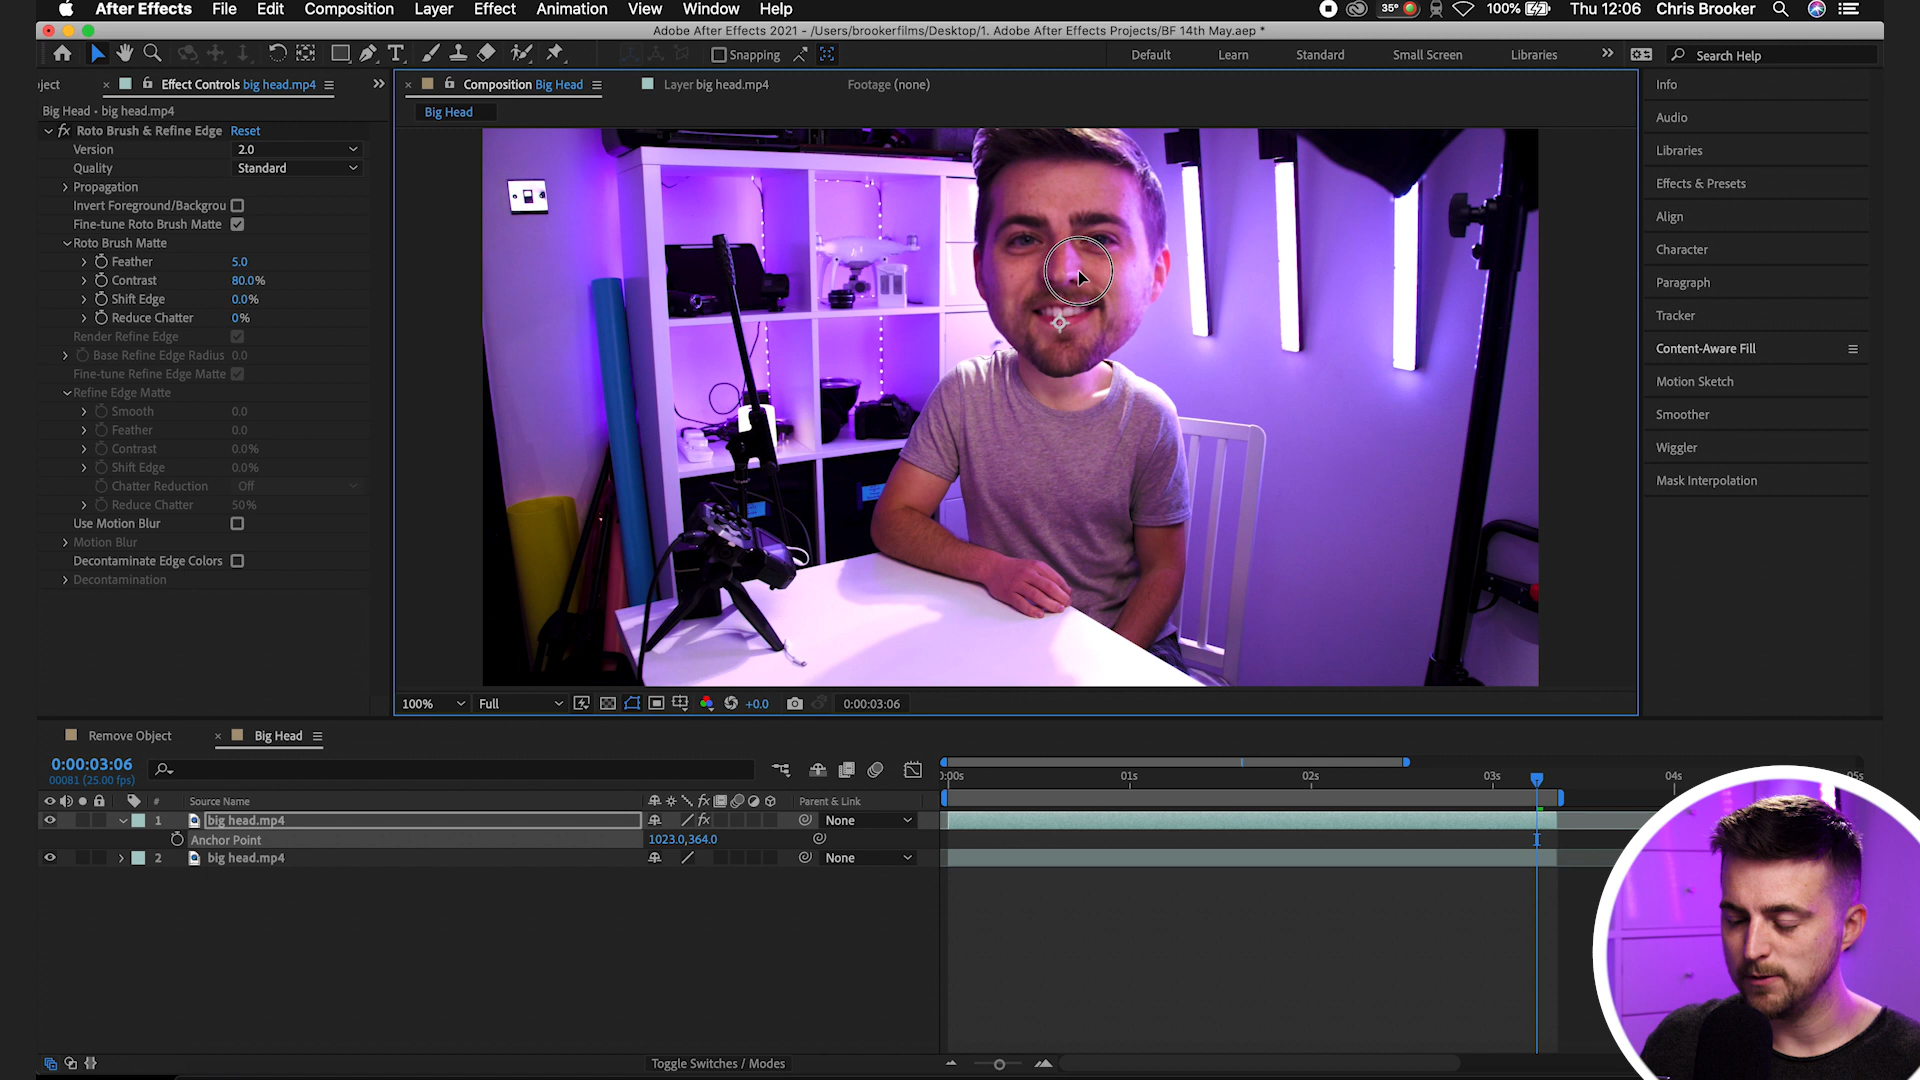 After Effects File Edit Composition Layer Effect Animation View Window Help 35° 100% Thu 12:06 Chris Brooker
Adobe After Effects 2021 - /Users/brookerfilms/Desktop/1. Adobe After Effects Projects/BF 14th May.aep *
Snapping Default Learn Standard Small Screen Libraries Search Help
oject Effect Controls big head.mp4 Composition Big Head Layer big head.mp4 Footage (none) Info
Big Head • big head.mp4 Big Head
fx Roto Brush & Refine Edge Reset
Version 2.0
Quality Standard
Propagation
Invert Foreground/Backgrou
Fine-tune Roto Brush Matte
Roto Brush Matte
Feather 5.0
Contrast 80.0%
Shift Edge 0.0%
Reduce Chatter 0%
Render Refine Edge
Base Refine Edge Radius 0.0
Fine-tune Refine Edge Matte
Refine Edge Matte
Smooth 0.0
Feather 0.0
Contrast 0.0%
Shift Edge 0.0%
Chatter Reduction Off
Reduce Chatter 50%
Use Motion Blur
Motion Blur
Decontaminate Edge Colors
Decontamination
Audio
Libraries
Effects & Presets
Align
Character
Paragraph
Tracker
Content-Aware Fill
Motion Sketch
Smoother
Wiggler
Mask Interpolation
100% Full +0.0 0:00:03:06
Remove Object Big Head
0:00:03:06
00081 (25.00 fps)
0:00s 01s 02s 03s 04s 05s
# Source Name fx Parent & Link
1 big head.mp4 fx None
Anchor Point 1023.0,364.0
2 big head.mp4 None
Toggle Switches / Modes